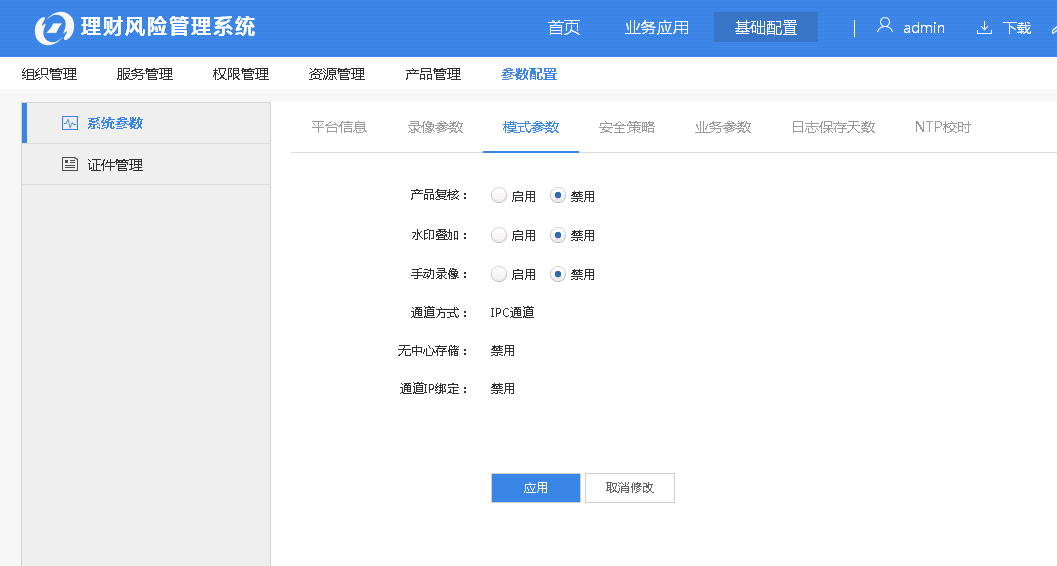 理财风险管理系统 首页 业务应用 基础配置 admin 下载
组织管理 服务管理 权限管理 资源管理 产品管理 参数配置
系统参数
证件管理
平台信息 录像参数 模式参数 安全策略 业务参数 日志保存天数 NTP校时
产品复核： 启用 禁用
水印叠加： 启用 禁用
手动录像： 启用 禁用
通道方式： IPC通道
无中心存储： 禁用
通道IP绑定： 禁用
应用 取消修改